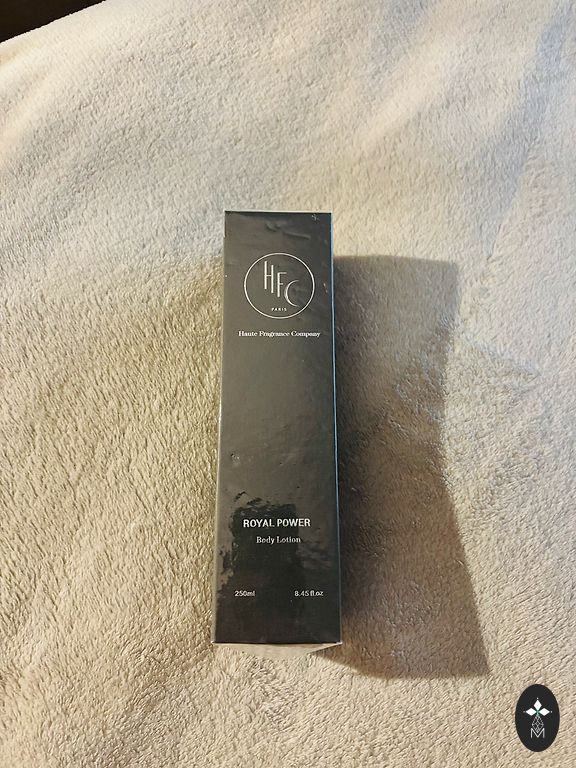 HFC
PARIS
Haute Fragrance Company
ROYAL POWER
Body Lotion
250ml 8.45 fl.oz
M